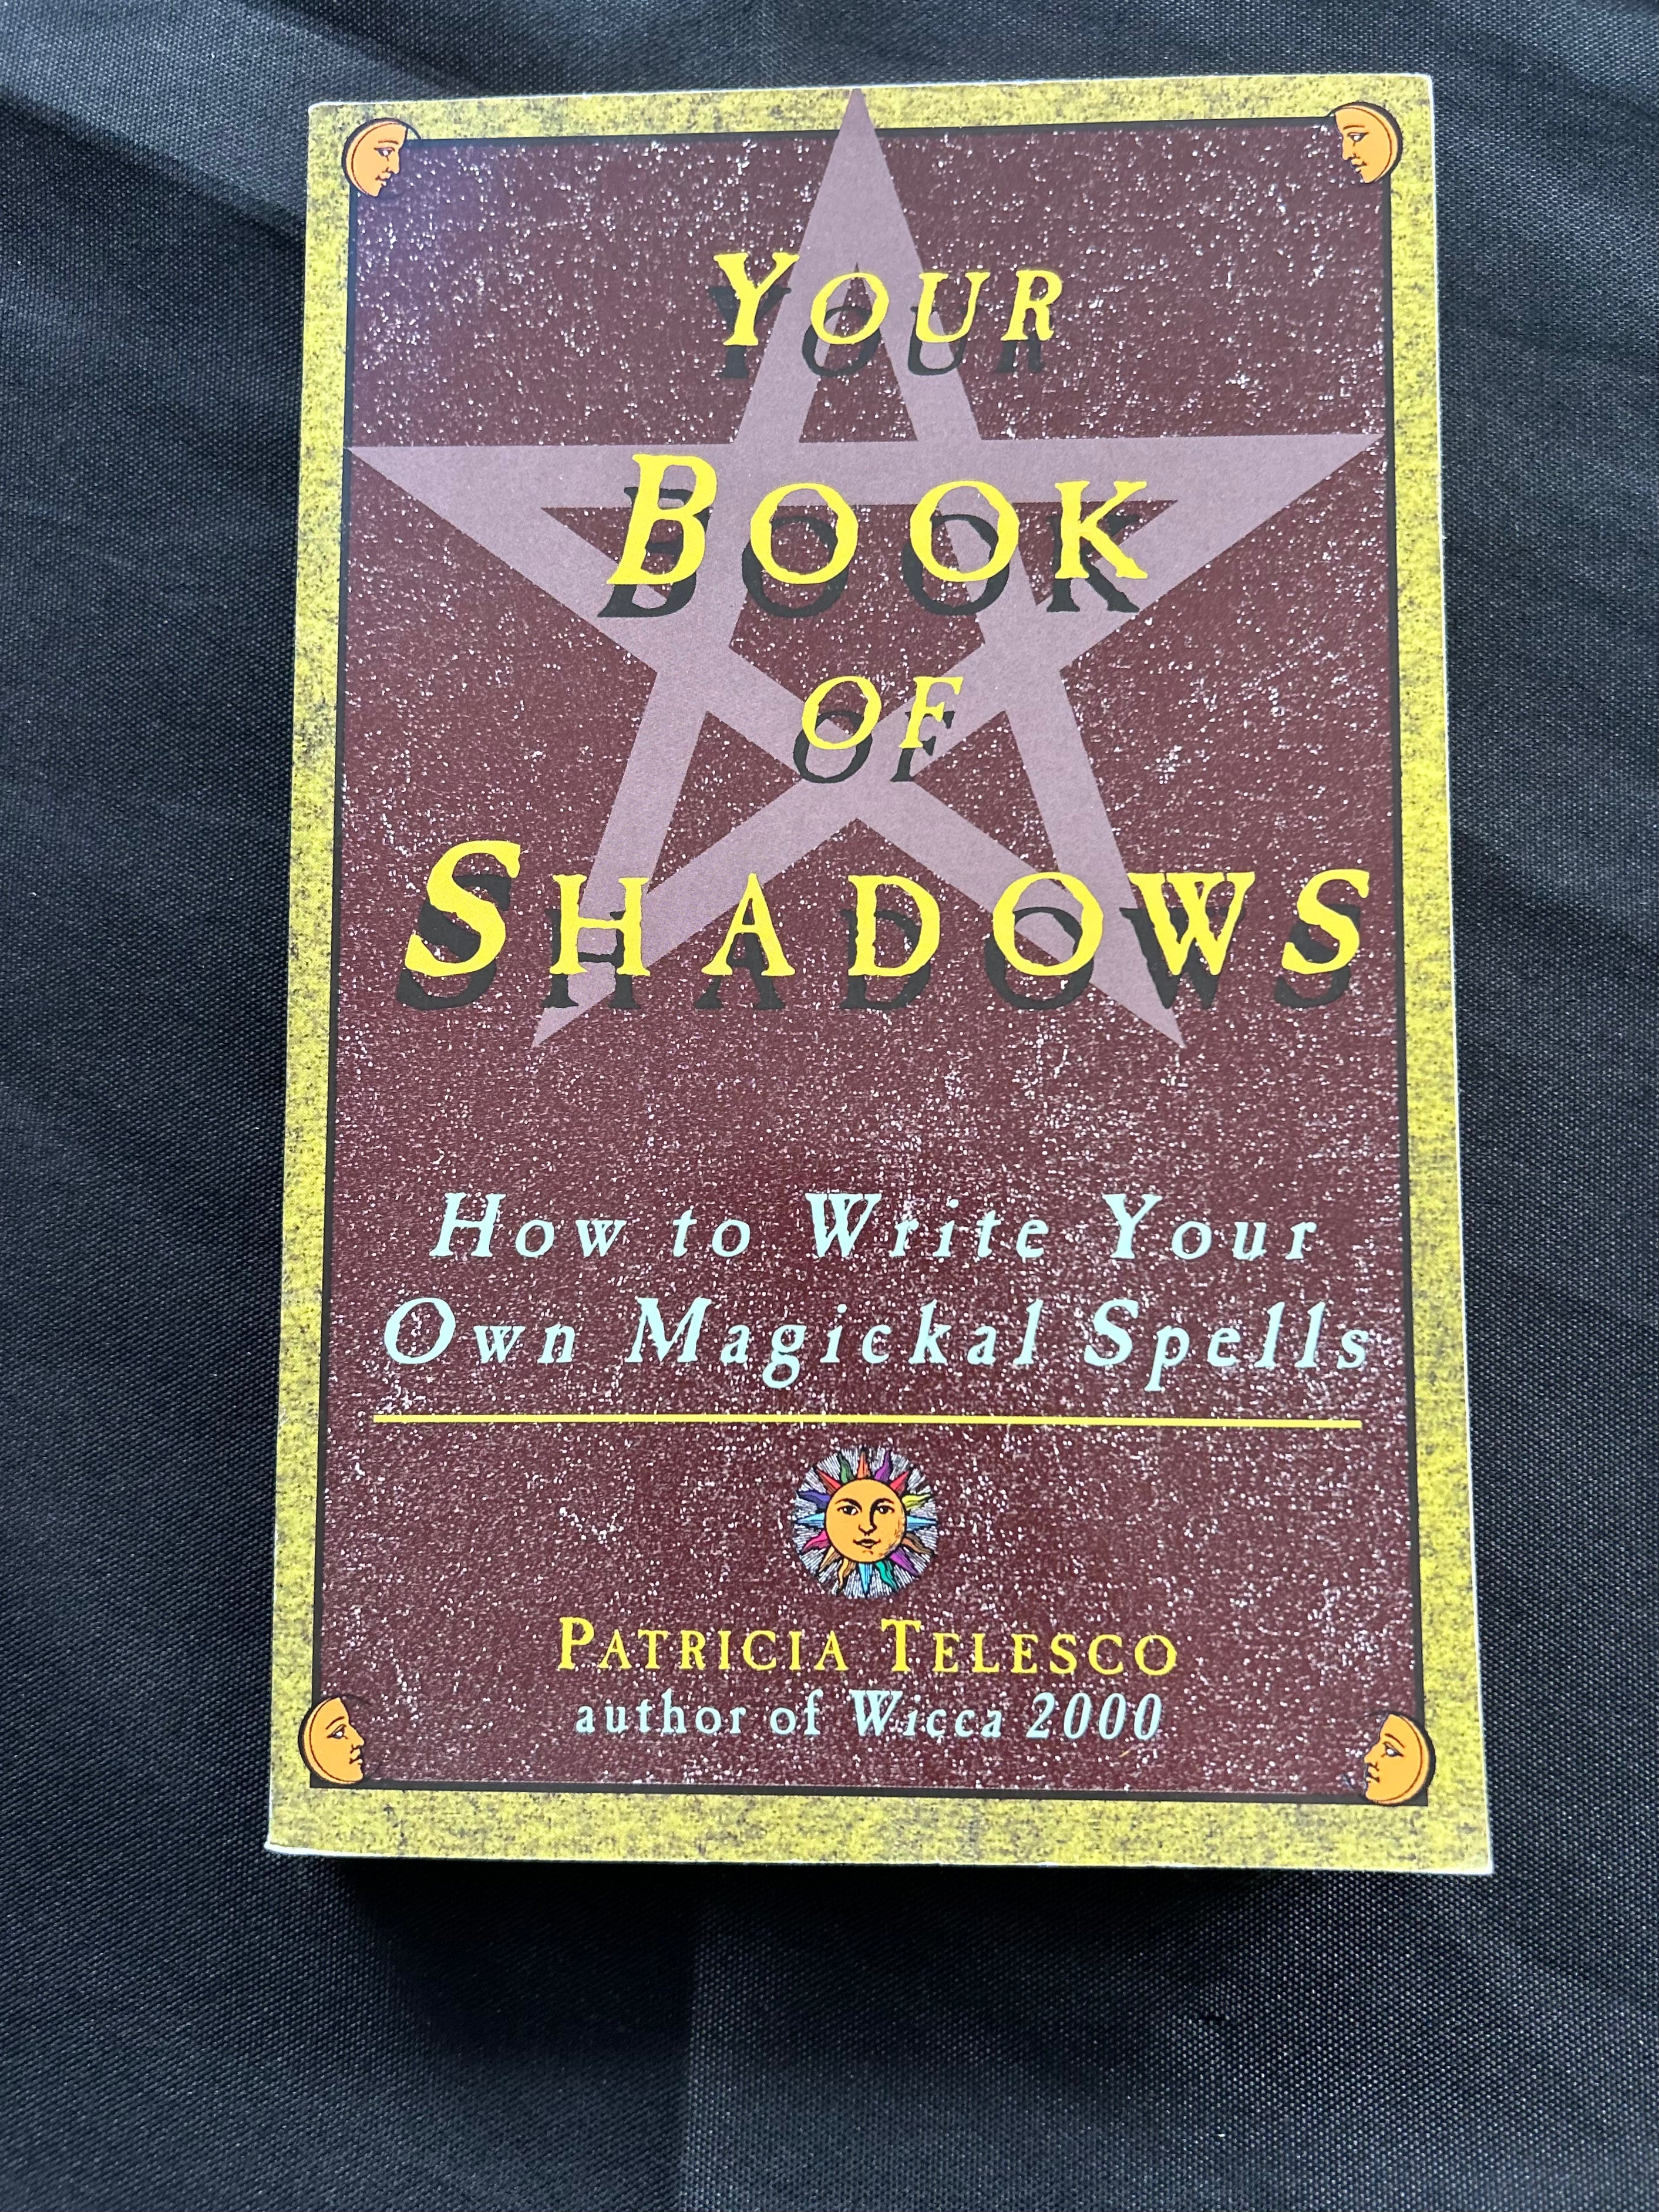 YOUR
BOOK
OF
SHADOWS
How to Write Your
Own Magickal Spells
PATRICIA TELESCO
author of Wicca 2000